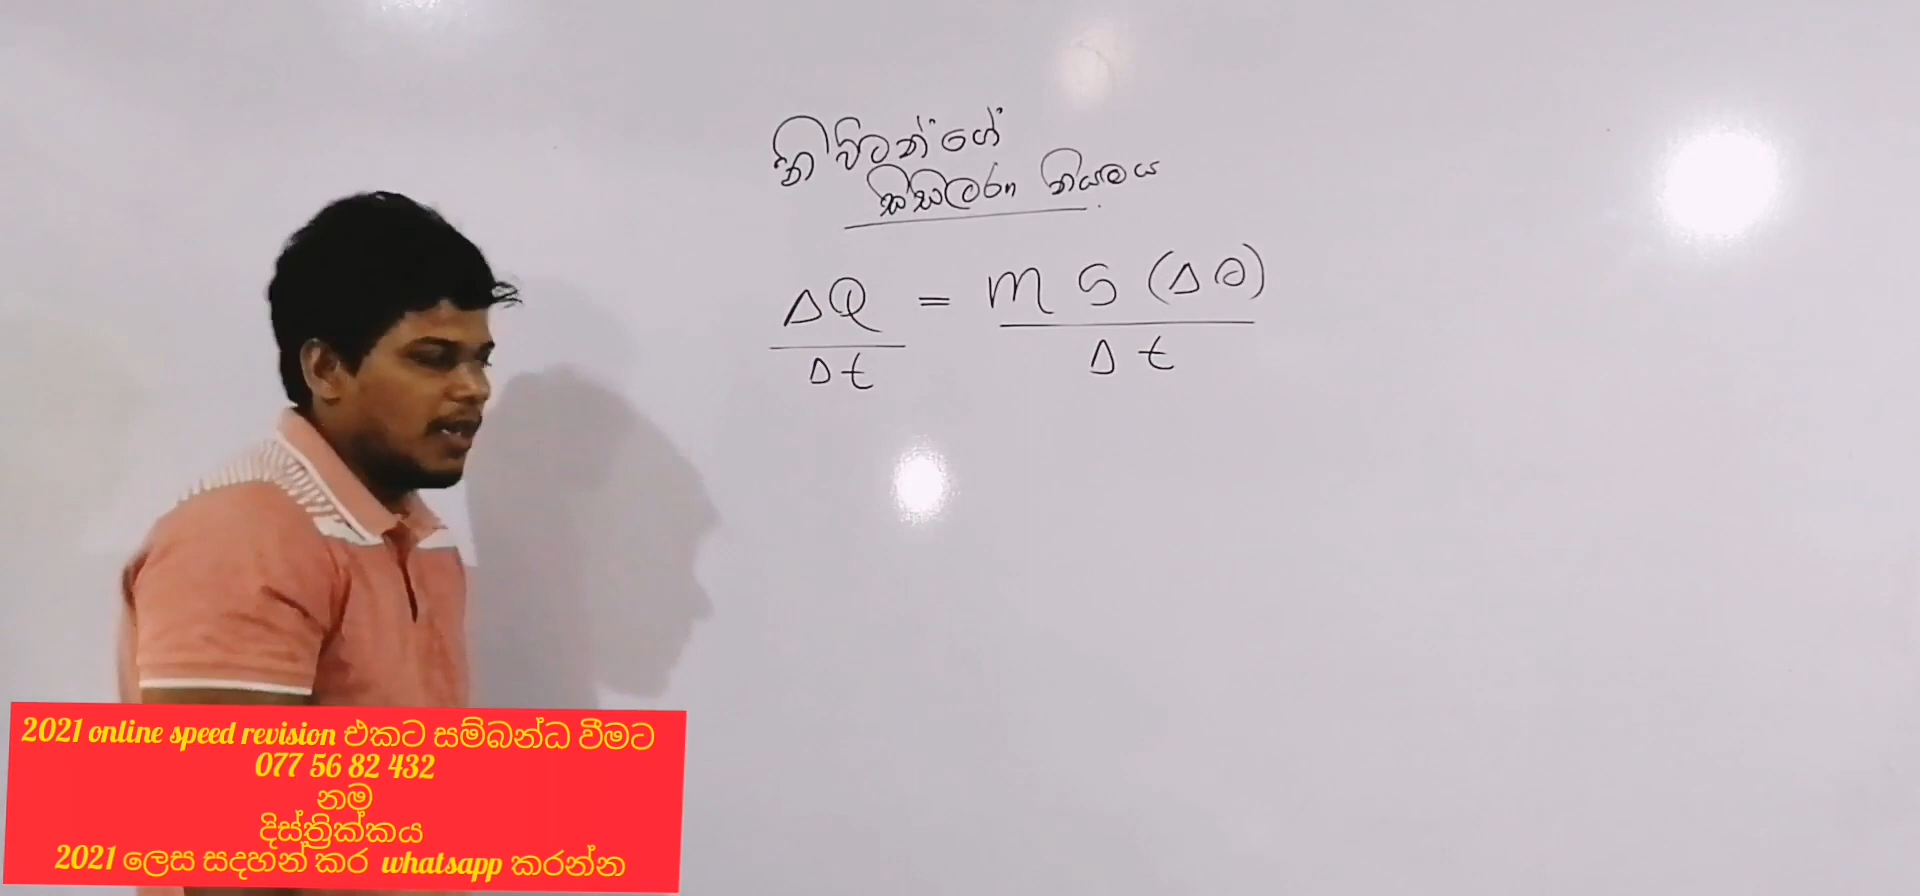 නිව්ටන්ගේ
සිසිලන නියමය
ΔQ/Δt = m s (Δθ)/Δt
2021 online speed revision එකට සම්බන්ධ වීමට
077 56 82 432
නම
දිස්ත්‍රික්කය
2021 ලෙස සදහන් කර whatsapp කරන්න